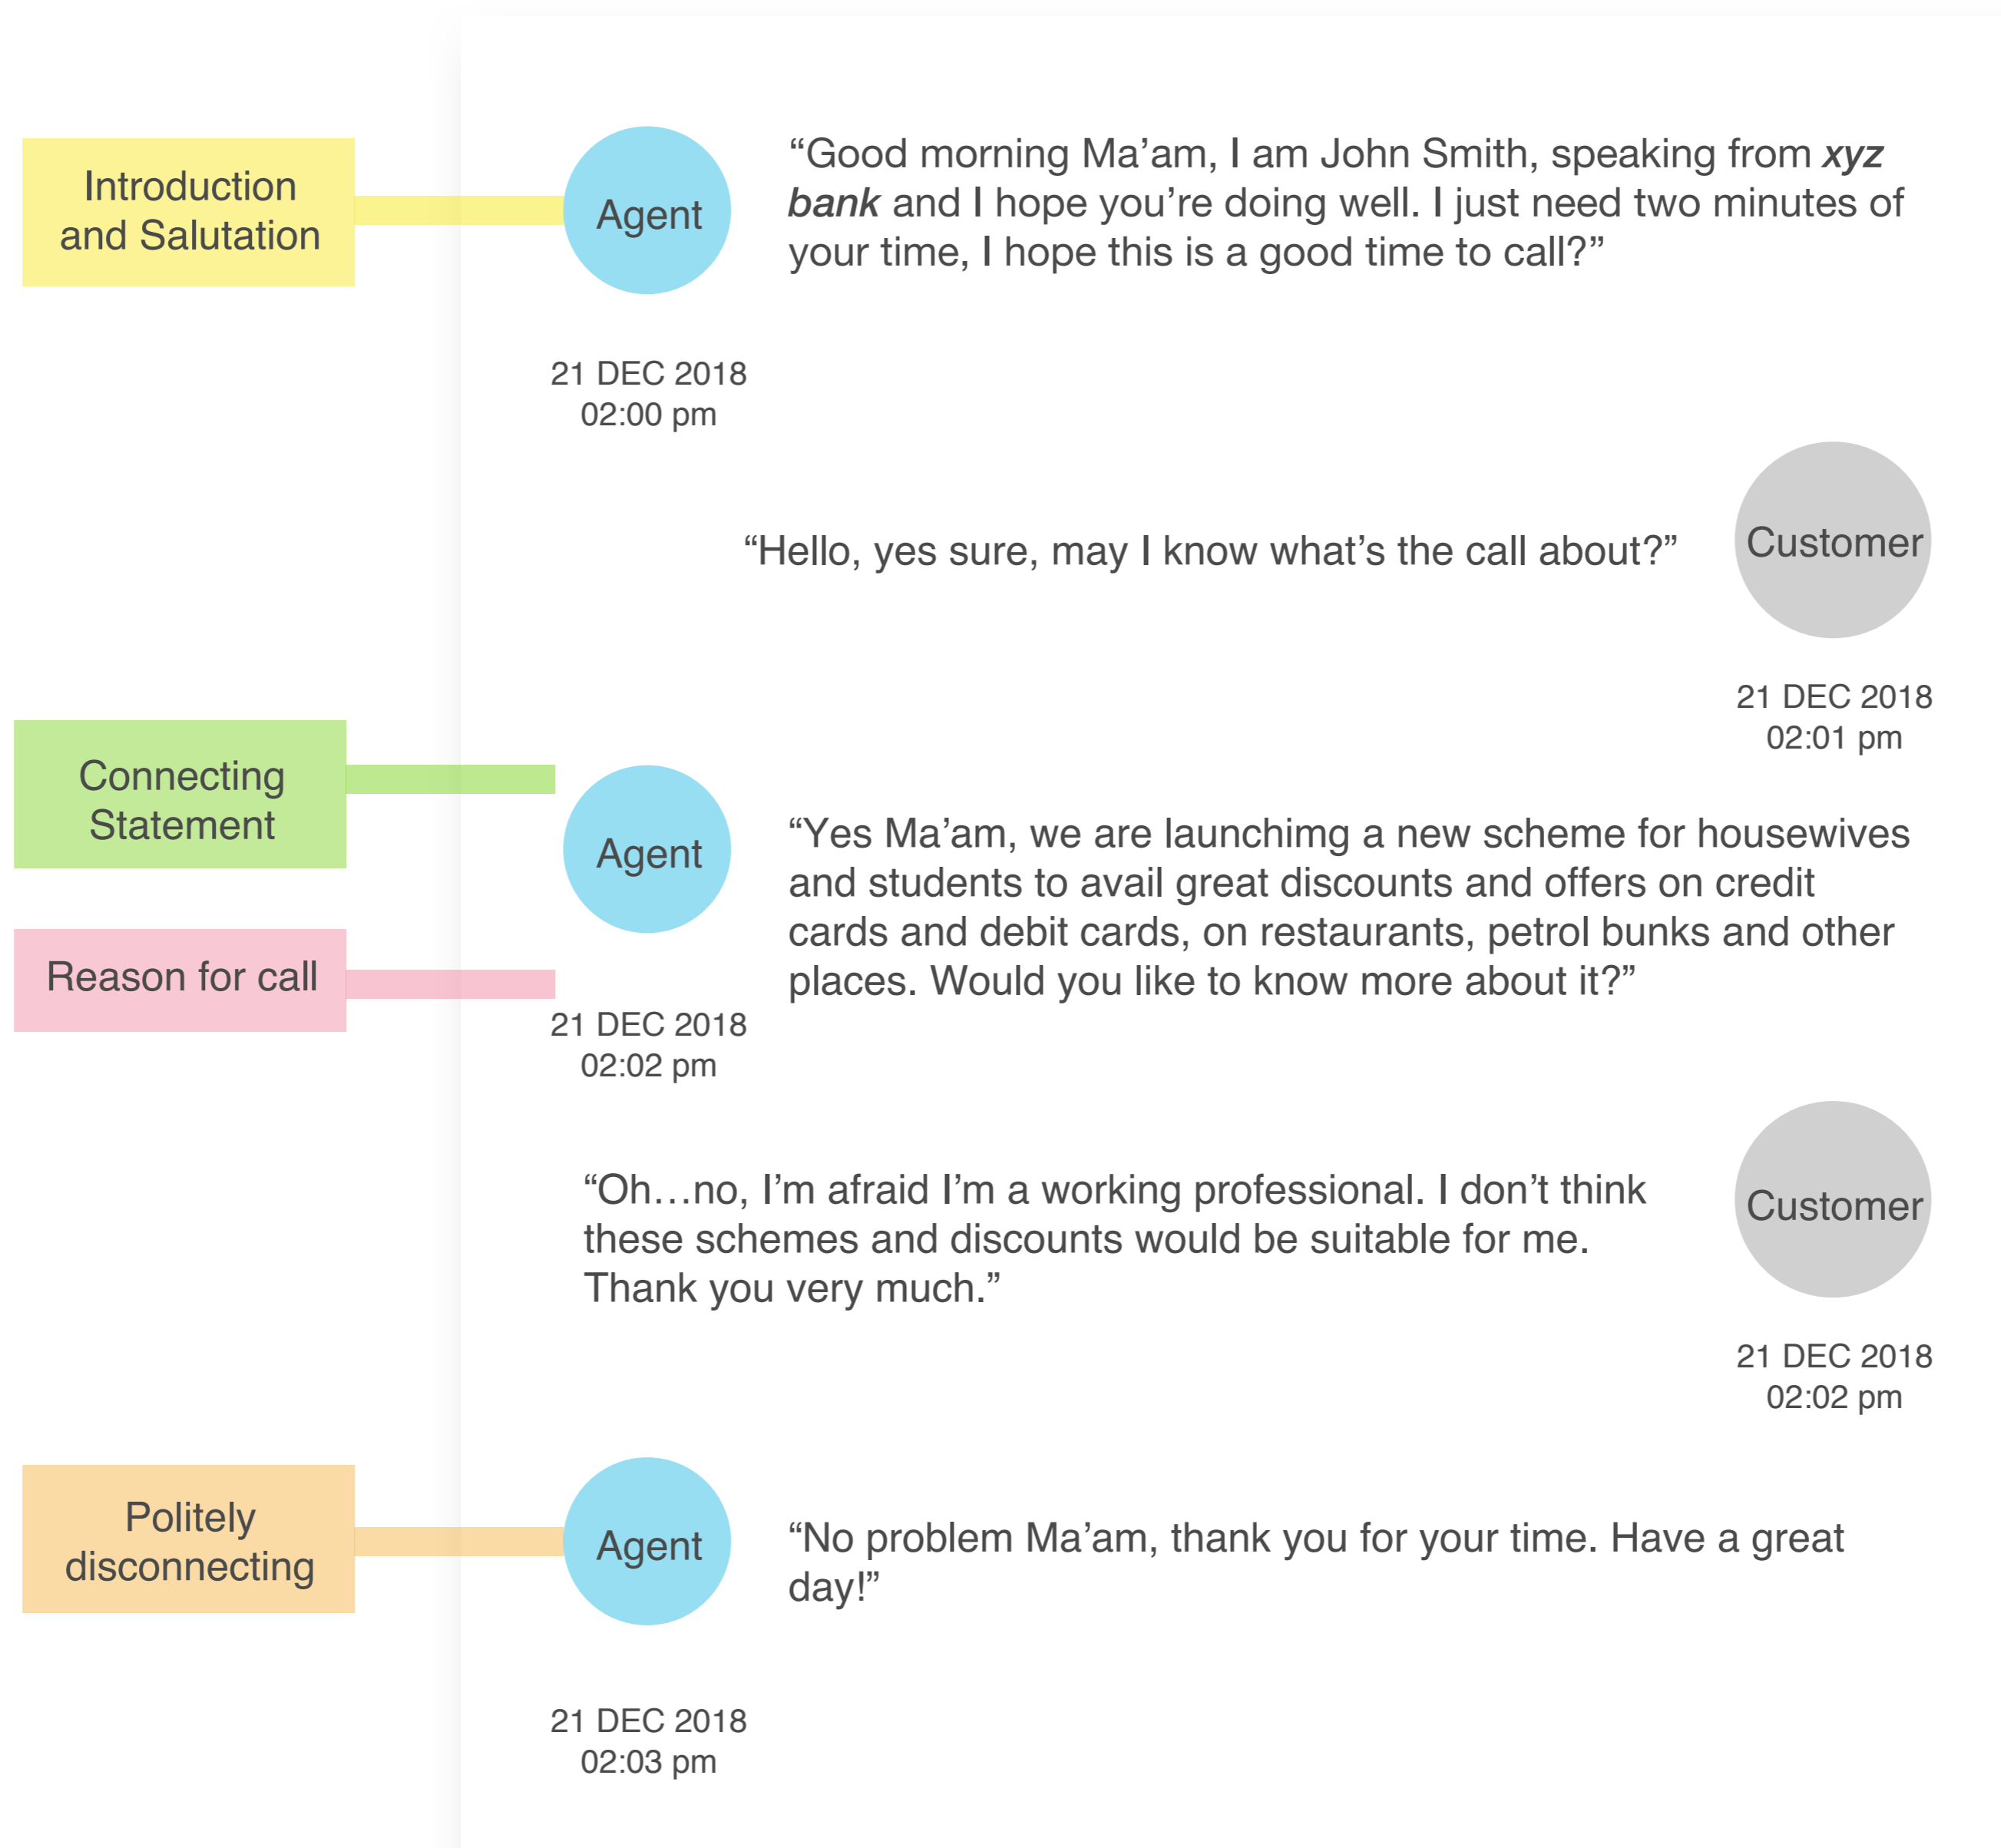 Introduction
and Salutation
Agent
“Good morning Ma’am, I am John Smith, speaking from xyz
bank and I hope you’re doing well. I just need two minutes of
your time, I hope this is a good time to call?”
21 DEC 2018
02:00 pm
“Hello, yes sure, may I know what’s the call about?”
Customer
21 DEC 2018
02:01 pm
Connecting
Statement
Reason for call
Agent
“Yes Ma’am, we are launchimg a new scheme for housewives
and students to avail great discounts and offers on credit
cards and debit cards, on restaurants, petrol bunks and other
places. Would you like to know more about it?”
21 DEC 2018
02:02 pm
“Oh…no, I’m afraid I’m a working professional. I don’t think
these schemes and discounts would be suitable for me.
Thank you very much.”
Customer
21 DEC 2018
02:02 pm
Politely
disconnecting
Agent
“No problem Ma’am, thank you for your time. Have a great
day!”
21 DEC 2018
02:03 pm